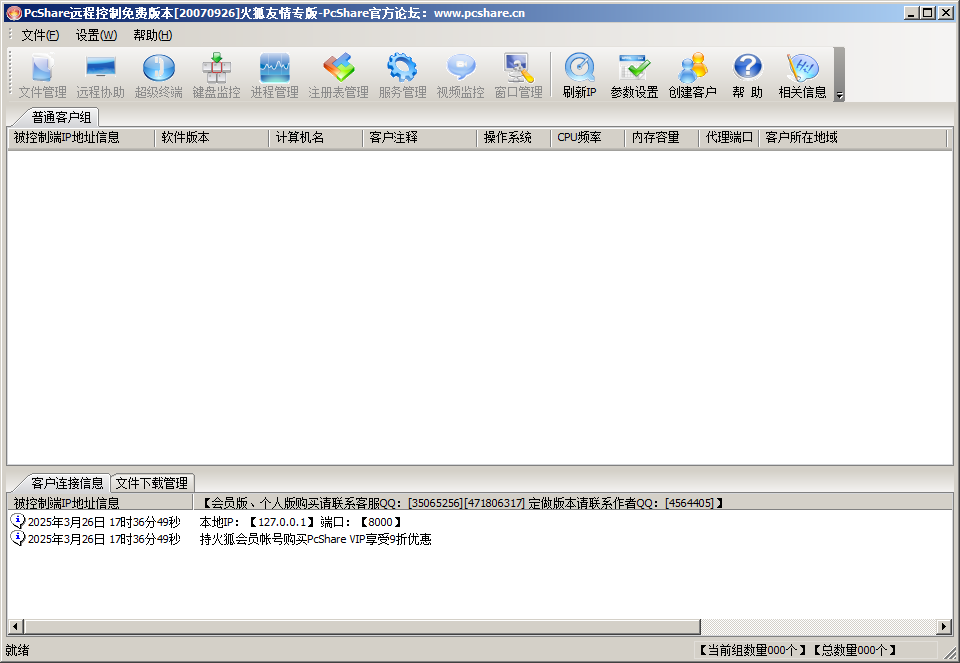 PcShare远程控制免费版本[20070926]火狐友情专版-PcShare官方论坛：www.pcshare.cn
文件(F) 设置(W) 帮助(H)
文件管理 远程协助 超级终端 键盘监控 进程管理 注册表管理 服务管理 视频监控 窗口管理 刷新IP 参数设置 创建客户 帮 助 相关信息
普通客户组
被控制端IP地址信息 软件版本 计算机名 客户注释 操作系统 CPU频率 内存容量 代理端口 客户所在地域
客户连接信息 文件下载管理
被控制端IP地址信息 【会员版、个人版购买请联系客服QQ：[35065256][471806317] 定做版本请联系作者QQ：[4564405]】
2025年3月26日 17时36分49秒 本地IP：【127.0.0.1】端口：【8000】
2025年3月26日 17时36分49秒 持火狐会员帐号购买PcShare VIP享受9折优惠
就绪 【当前组数量000个】【总数量000个】